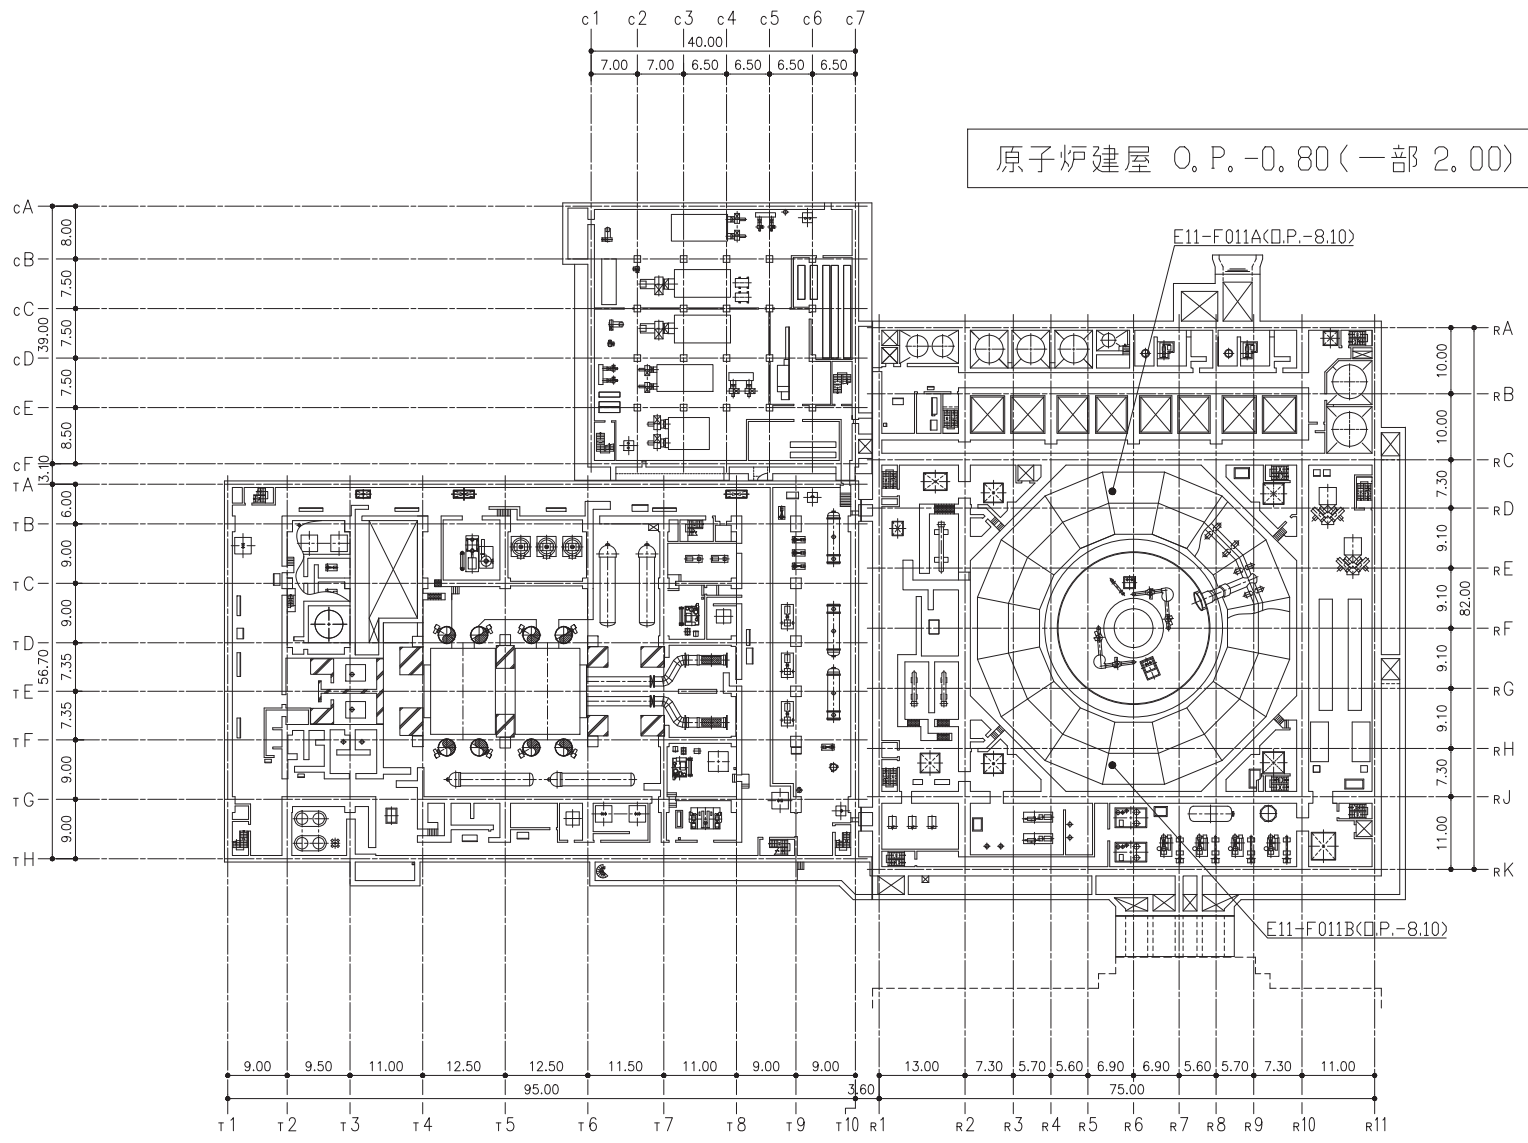 c1 c2 c3 c4 c5 c6 c7
40.00
7.00 7.00 6.50 6.50 6.50 6.50
原子炉建屋 O.P.-0.80(一部 2.00)
cA
8.00
cB
7.50
cC
7.50
39.00
cD
7.50
cE
8.50
cF
3.10
TA
6.00
TB
9.00
TC
9.00
TD
7.35
56.70
TE
7.35
TF
9.00
TG
9.00
TH
E11-F011A(O.P.-8.10)
E11-F011B(O.P.-8.10)
RA
10.00
RB
10.00
RC
7.30
RD
9.10
RE
9.10
82.00
RF
9.10
RG
9.10
RH
7.30
RJ
11.00
RK
9.00 9.50 11.00 12.50 12.50 11.50 11.00 9.00 9.00 13.00 7.30 5.70 5.60 6.90 6.90 5.60 5.70 7.30 11.00
95.00 3.60 75.00
T1 T2 T3 T4 T5 T6 T7 T8 T9 T10 R1 R2 R3 R4 R5 R6 R7 R8 R9 R10 R11